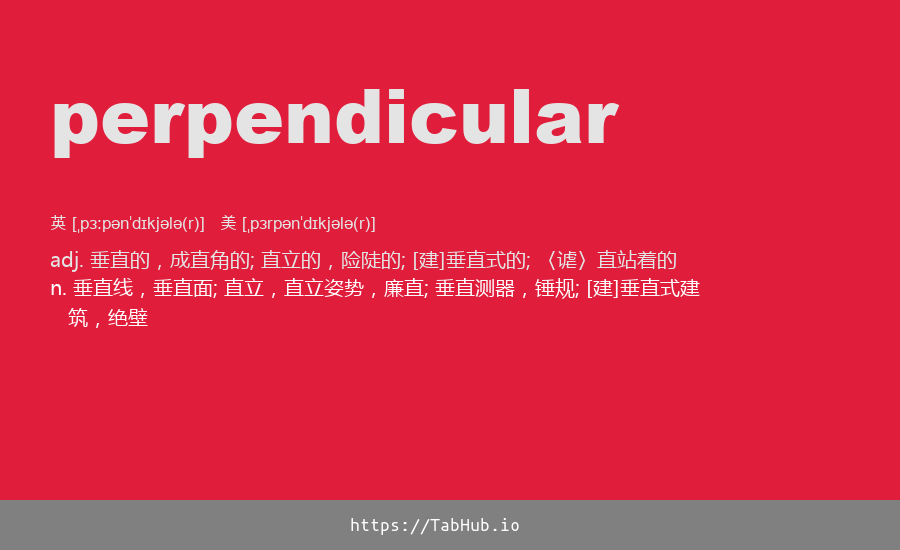 perpendicular
英 [ˌpɜːpənˈdɪkjələ(r)] 美 [ˌpɜrpənˈdɪkjələ(r)]
adj. 垂直的，成直角的; 直立的，险陡的; [建]垂直式的; 〈谑〉直站着的
n. 垂直线，垂直面; 直立，直立姿势，廉直; 垂直测器，锤规; [建]垂直式建
筑，绝壁
https://TabHub.io